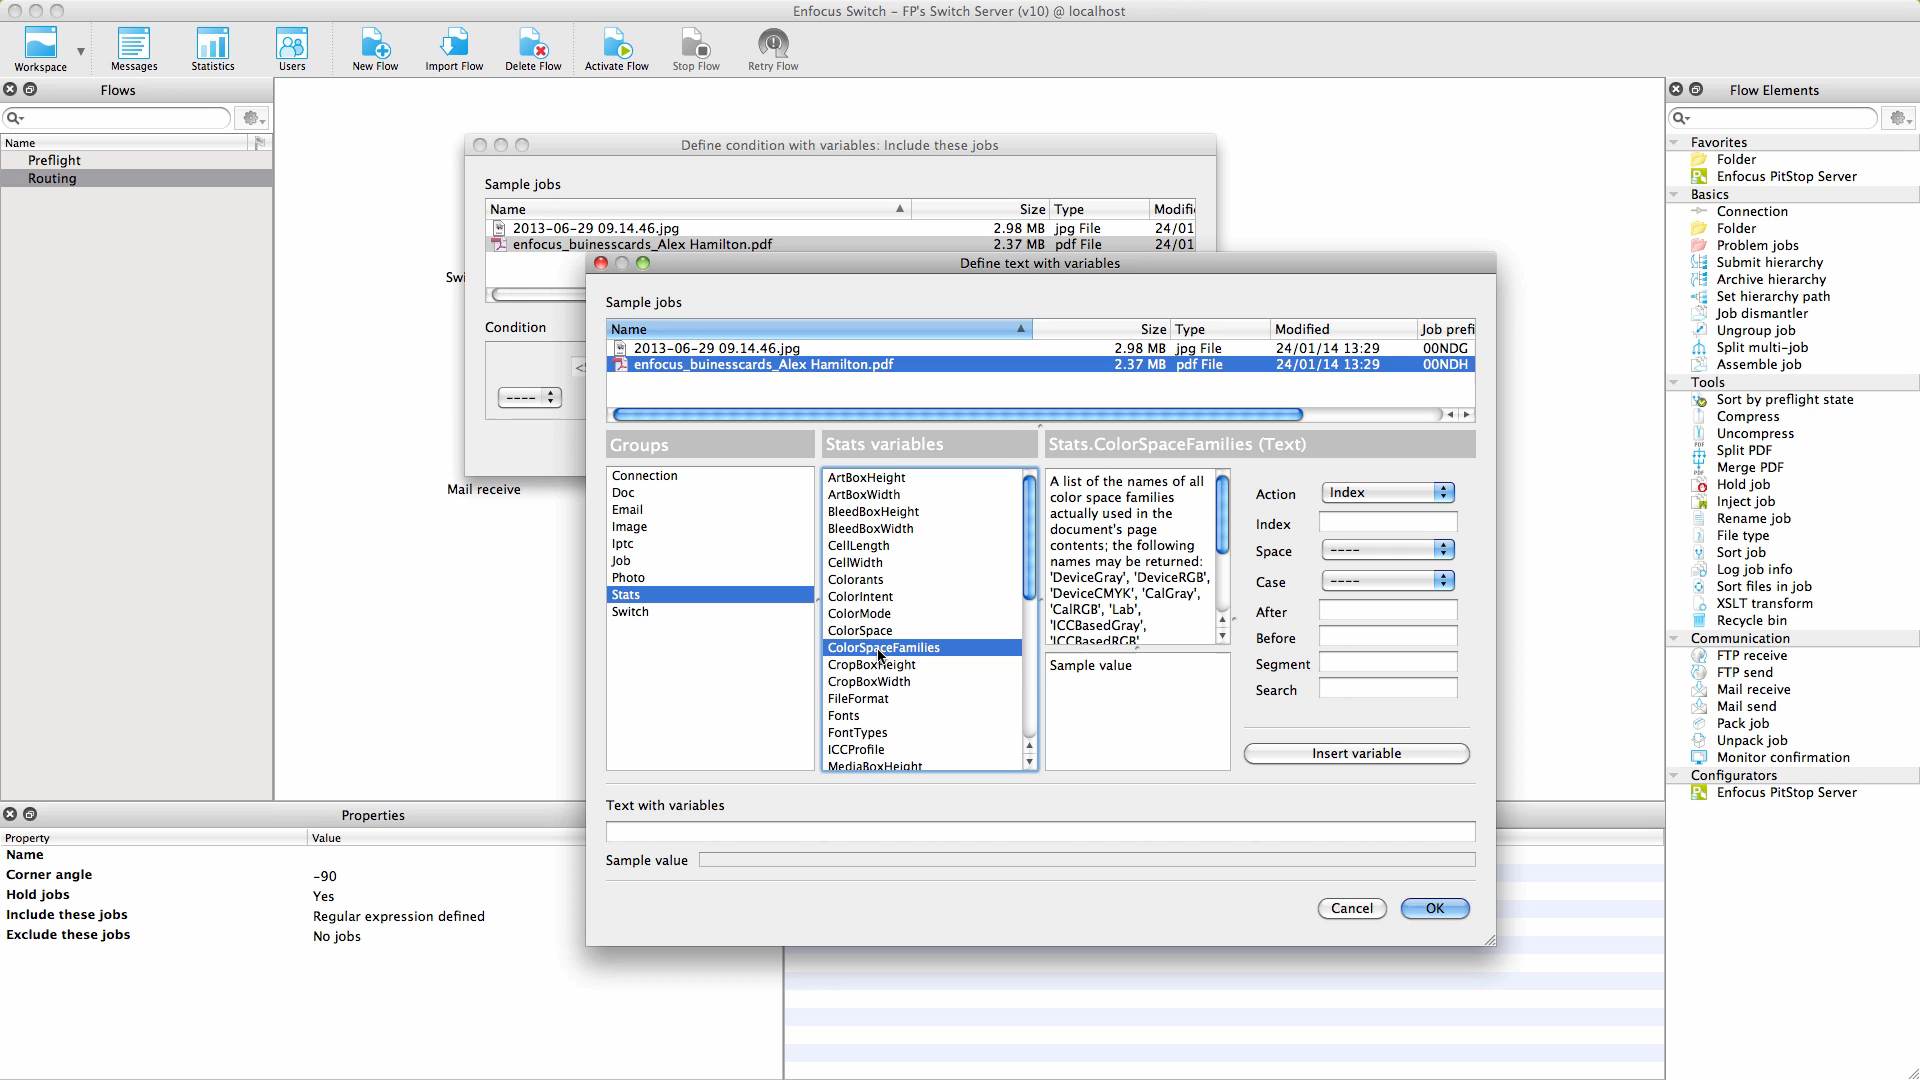 Enfocus Switch – FP's Switch Server (v10) @ localhost
Workspace
Messages
Statistics
Users
New Flow
Import Flow
Delete Flow
Activate Flow
Stop Flow
Retry Flow
Flows
Name
Preflight
Routing
Define condition with variables: Include these jobs
Sample jobs
Name Size Type Modifi
2013-06-29 09.14.46.jpg 2.98 MB jpg File 24/01
enfocus_buinesscards_Alex Hamilton.pdf 2.37 MB pdf File 24/01
Swi
Condition
----
Mail receive
Define text with variables
Sample jobs
Name Size Type Modified Job prefi
2013-06-29 09.14.46.jpg 2.98 MB jpg File 24/01/14 13:29 00NDG
enfocus_buinesscards_Alex Hamilton.pdf 2.37 MB pdf File 24/01/14 13:29 00NDH
Groups
Connection
Doc
Email
Image
Iptc
Job
Photo
Stats
Switch
Stats variables
ArtBoxHeight
ArtBoxWidth
BleedBoxHeight
BleedBoxWidth
CellLength
CellWidth
Colorants
ColorIntent
ColorMode
ColorSpace
ColorSpaceFamilies
CropBoxHeight
CropBoxWidth
FileFormat
Fonts
FontTypes
ICCProfile
MediaBoxHeight
Stats.ColorSpaceFamilies (Text)
A list of the names of all
color space families
actually used in the
document's page
contents; the following
names may be returned:
'DeviceGray', 'DeviceRGB',
'DeviceCMYK', 'CalGray',
'CalRGB', 'Lab',
'ICCBasedGray',
'ICCBasedRGB'
Sample value
Action Index
Index
Space ----
Case ----
After
Before
Segment
Search
Insert variable
Text with variables
Sample value
Cancel
OK
Properties
Property Value
Name
Corner angle -90
Hold jobs Yes
Include these jobs Regular expression defined
Exclude these jobs No jobs
Flow Elements
Favorites
Folder
Enfocus PitStop Server
Basics
Connection
Folder
Problem jobs
Submit hierarchy
Archive hierarchy
Set hierarchy path
Job dismantler
Ungroup job
Split multi-job
Assemble job
Tools
Sort by preflight state
Compress
Uncompress
Split PDF
Merge PDF
Hold job
Inject job
Rename job
File type
Sort job
Log job info
Sort files in job
XSLT transform
Recycle bin
Communication
FTP receive
FTP send
Mail receive
Mail send
Pack job
Unpack job
Monitor confirmation
Configurators
Enfocus PitStop Server